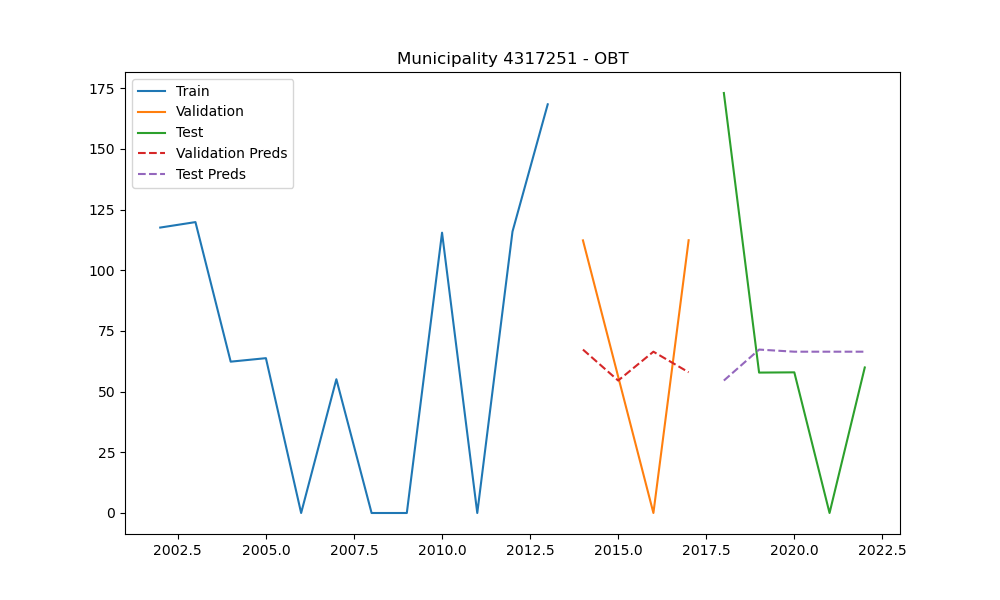 Municipality 4317251 - OBT
Train
Validation
Test
Validation Preds
Test Preds
175
150
125
100
75
50
25
0
2002.5 2005.0 2007.5 2010.0 2012.5 2015.0 2017.5 2020.0 2022.5